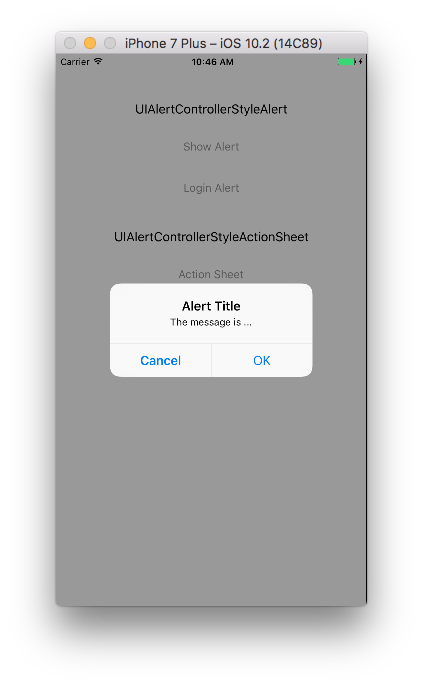 iPhone 7 Plus – iOS 10.2 (14C89)
Carrier 10:46 AM
UIAlertControllerStyleAlert
Show Alert
Login Alert
UIAlertControllerStyleActionSheet
Action Sheet
Alert Title
The message is ...
Cancel OK